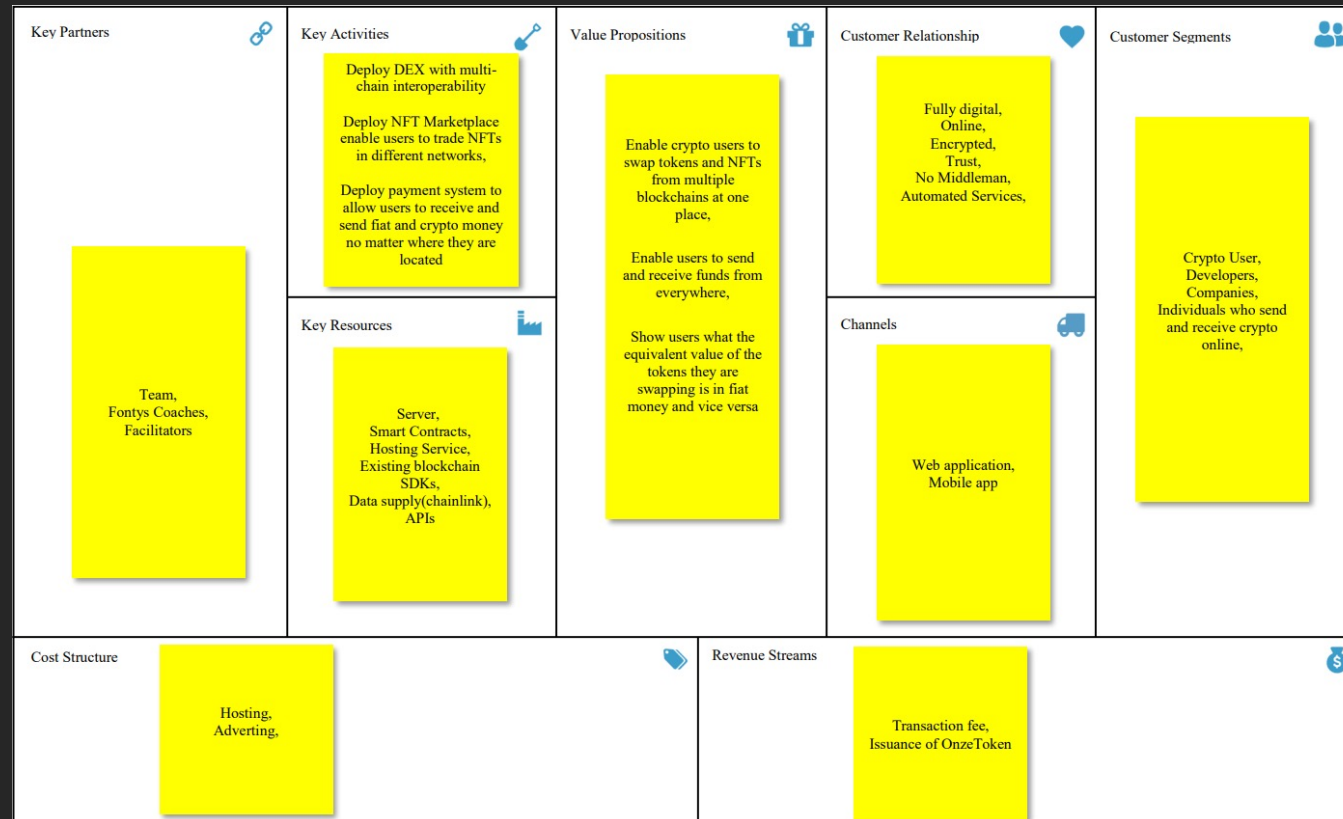 Key Partners
Team,
Fontys Coaches,
Facilitators
Key Activities
Deploy DEX with multi-
chain interoperability
Deploy NFT Marketplace
enable users to trade NFTs
in different networks,
Deploy payment system to
allow users to receive and
send fiat and crypto money
no matter where they are
located
Key Resources
Server,
Smart Contracts,
Hosting Service,
Existing blockchain
SDKs,
Data supply(chainlink),
APIs
Value Propositions
Enable crypto users to
swap tokens and NFTs
from multiple
blockchains at one
place,
Enable users to send
and receive funds from
everywhere,
Show users what the
equivalent value of the
tokens they are
swapping is in fiat
money and vice versa
Customer Relationship
Fully digital,
Online,
Encrypted,
Trust,
No Middleman,
Automated Services,
Channels
Web application,
Mobile app
Customer Segments
Crypto User,
Developers,
Companies,
Individuals who send
and receive crypto
online,
Cost Structure
Hosting,
Adverting,
Revenue Streams
Transaction fee,
Issuance of OnzeToken